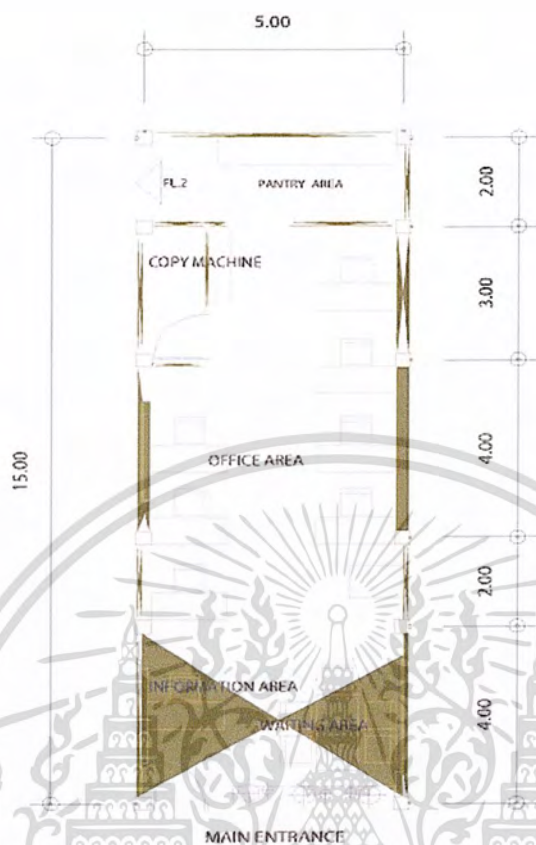 5.00
FL.2
PANTRY AREA
2.00
COPY MACHINE
3.00
15.00
OFFICE AREA
4.00
2.00
INFORMATION AREA
WAITING AREA
4.00
MAIN ENTRANCE